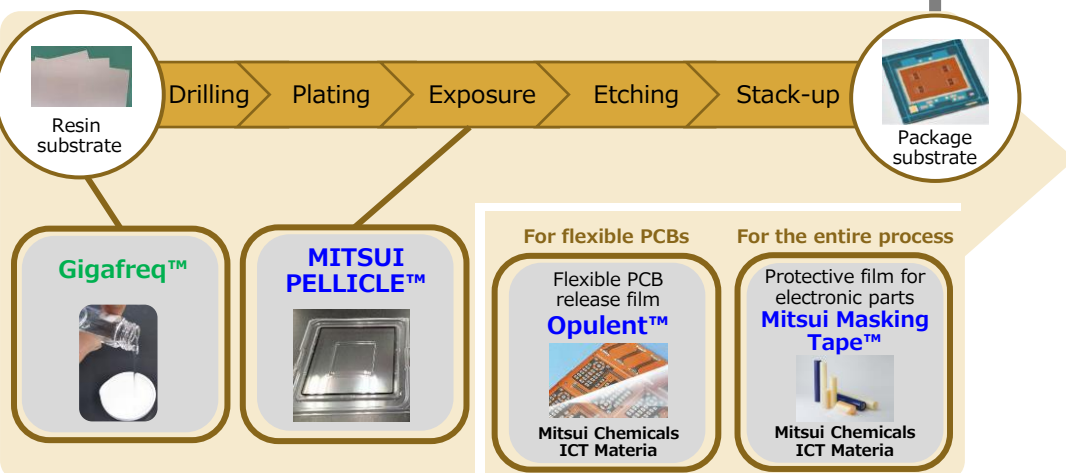 Resin
substrate
Drilling
Plating
Exposure
Etching
Stack-up
Package
substrate
Gigafreq™
MITSUI
PELLICLE™
For flexible PCBs
Flexible PCB
release film
Opulent™
Mitsui Chemicals
ICT Materia
For the entire process
Protective film for
electronic parts
Mitsui Masking
Tape™
Mitsui Chemicals
ICT Materia